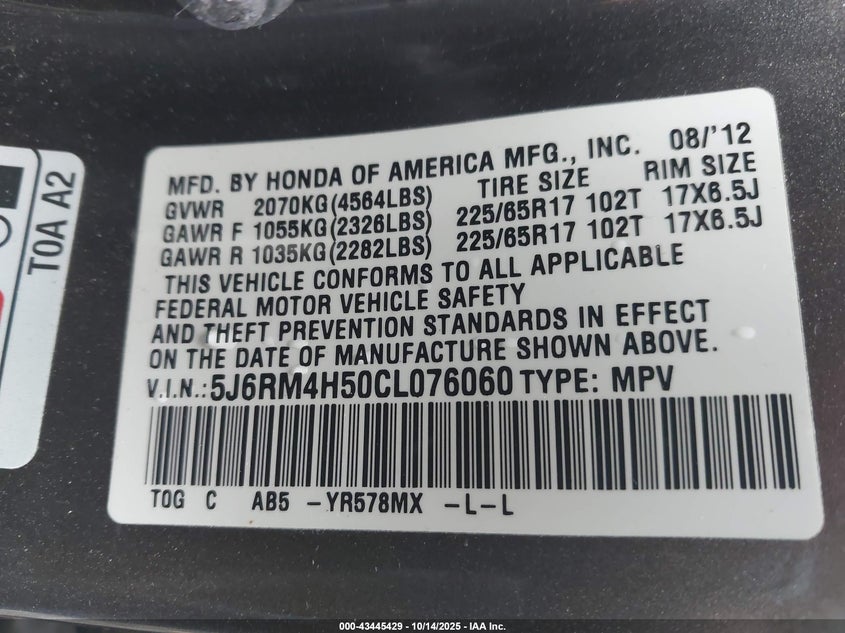 TOA A2
MFD. BY HONDA OF AMERICA MFG., INC. 08/'12
TIRE SIZE RIM SIZE
GVWR 2070KG(4564LBS)
GAWR F 1055KG(2326LBS) 225/65R17 102T 17X6.5J
GAWR R 1035KG(2282LBS) 225/65R17 102T 17X6.5J
THIS VEHICLE CONFORMS TO ALL APPLICABLE
FEDERAL MOTOR VEHICLE SAFETY
AND THEFT PREVENTION STANDARDS IN EFFECT
ON THE DATE OF MANUFACTURE SHOWN ABOVE.
V.I.N.:5J6RM4H50CL076060 TYPE: MPV
TOG C AB5 -YR578MX -L-L
000-43445429 - 10/14/2025 - IAA Inc.